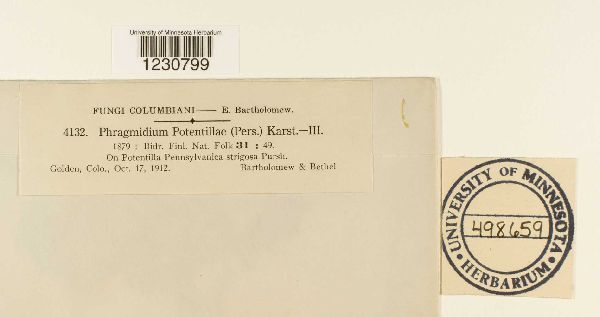 University of Minnesota Herbarium
1230799
FUNGI COLUMBIANI — E. Bartholomew.
4132. Phragmidium Potentillae (Pers.) Karst.—III.
1879 : Bidr. Finl. Nat. Folk 31 : 49.
On Potentilla Pennsylvanica strigosa Pursh.
Golden, Colo., Oct. 17, 1912. Bartholomew & Bethel
UNIVERSITY OF MINNESOTA
498659
HERBARIUM